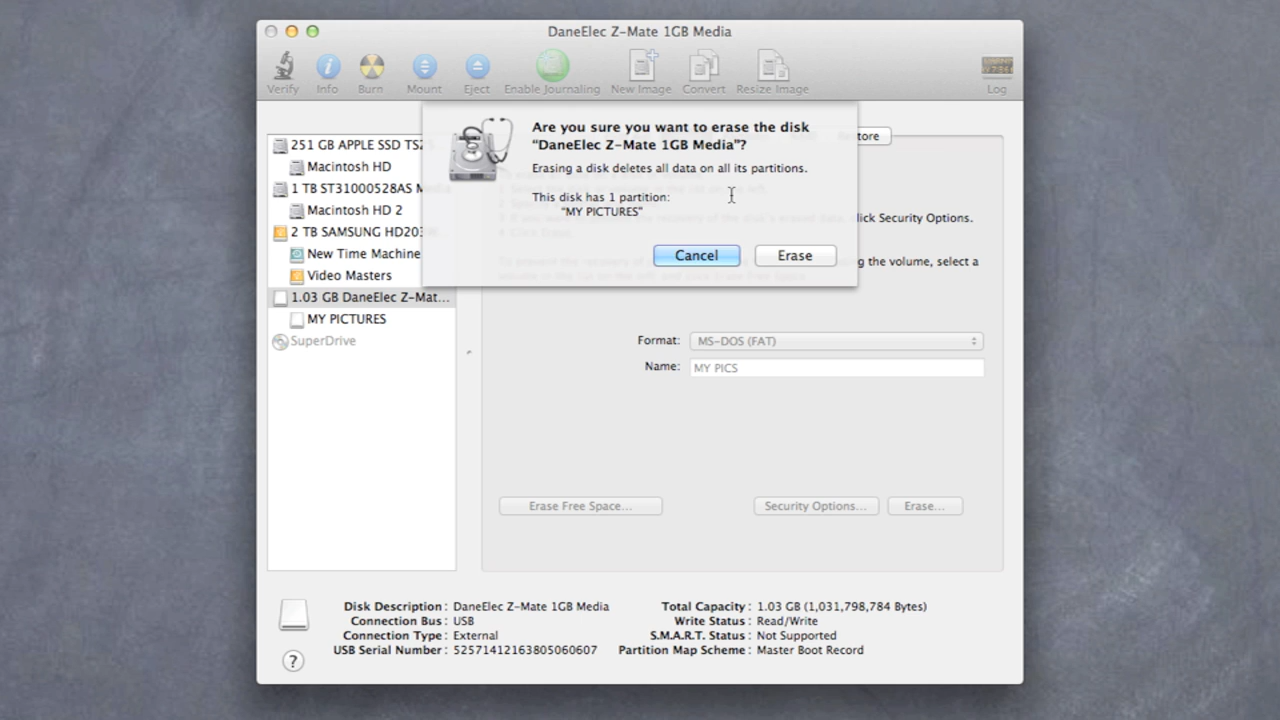 DaneElec Z-Mate 1GB Media
Verify Info Burn Mount Eject Enable Journaling New Image Convert Resize Image Log
Are you sure you want to erase the disk
“DaneElec Z-Mate 1GB Media”?
Erasing a disk deletes all data on all its partitions.
This disk has 1 partition:
“MY PICTURES”
Cancel Erase
251 GB APPLE SSD
Macintosh HD
1 TB ST31000528AS
Macintosh HD 2
2 TB SAMSUNG
New Time Machine
Video Masters
1.03 GB DaneElec Z-Mat...
MY PICTURES
SuperDrive
click Security Options.
the volume, select a
Format: MS-DOS (FAT)
Name: MY PICS
Erase Free Space... Security Options... Erase...
Disk Description : DaneElec Z-Mate 1GB Media
Connection Bus : USB
Connection Type : External
USB Serial Number : 52571412163805060607
Total Capacity : 1.03 GB (1,031,798,784 Bytes)
Write Status : Read/Write
S.M.A.R.T. Status : Not Supported
Partition Map Scheme : Master Boot Record
?